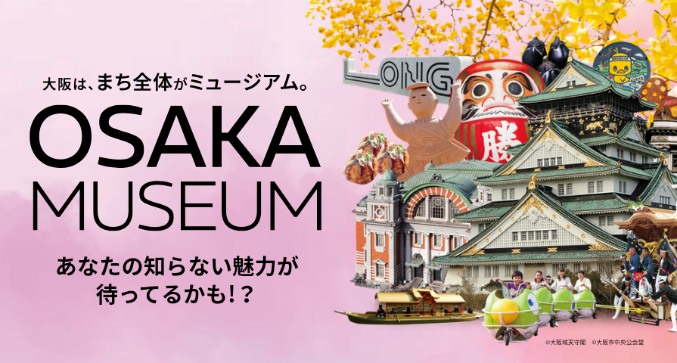 大阪は、まち全体がミュージアム。
OSAKA
MUSEUM
あなたの知らない魅力が
待ってるかも!？
LONG
勝
©大阪城天守閣　©大阪市中央公会堂